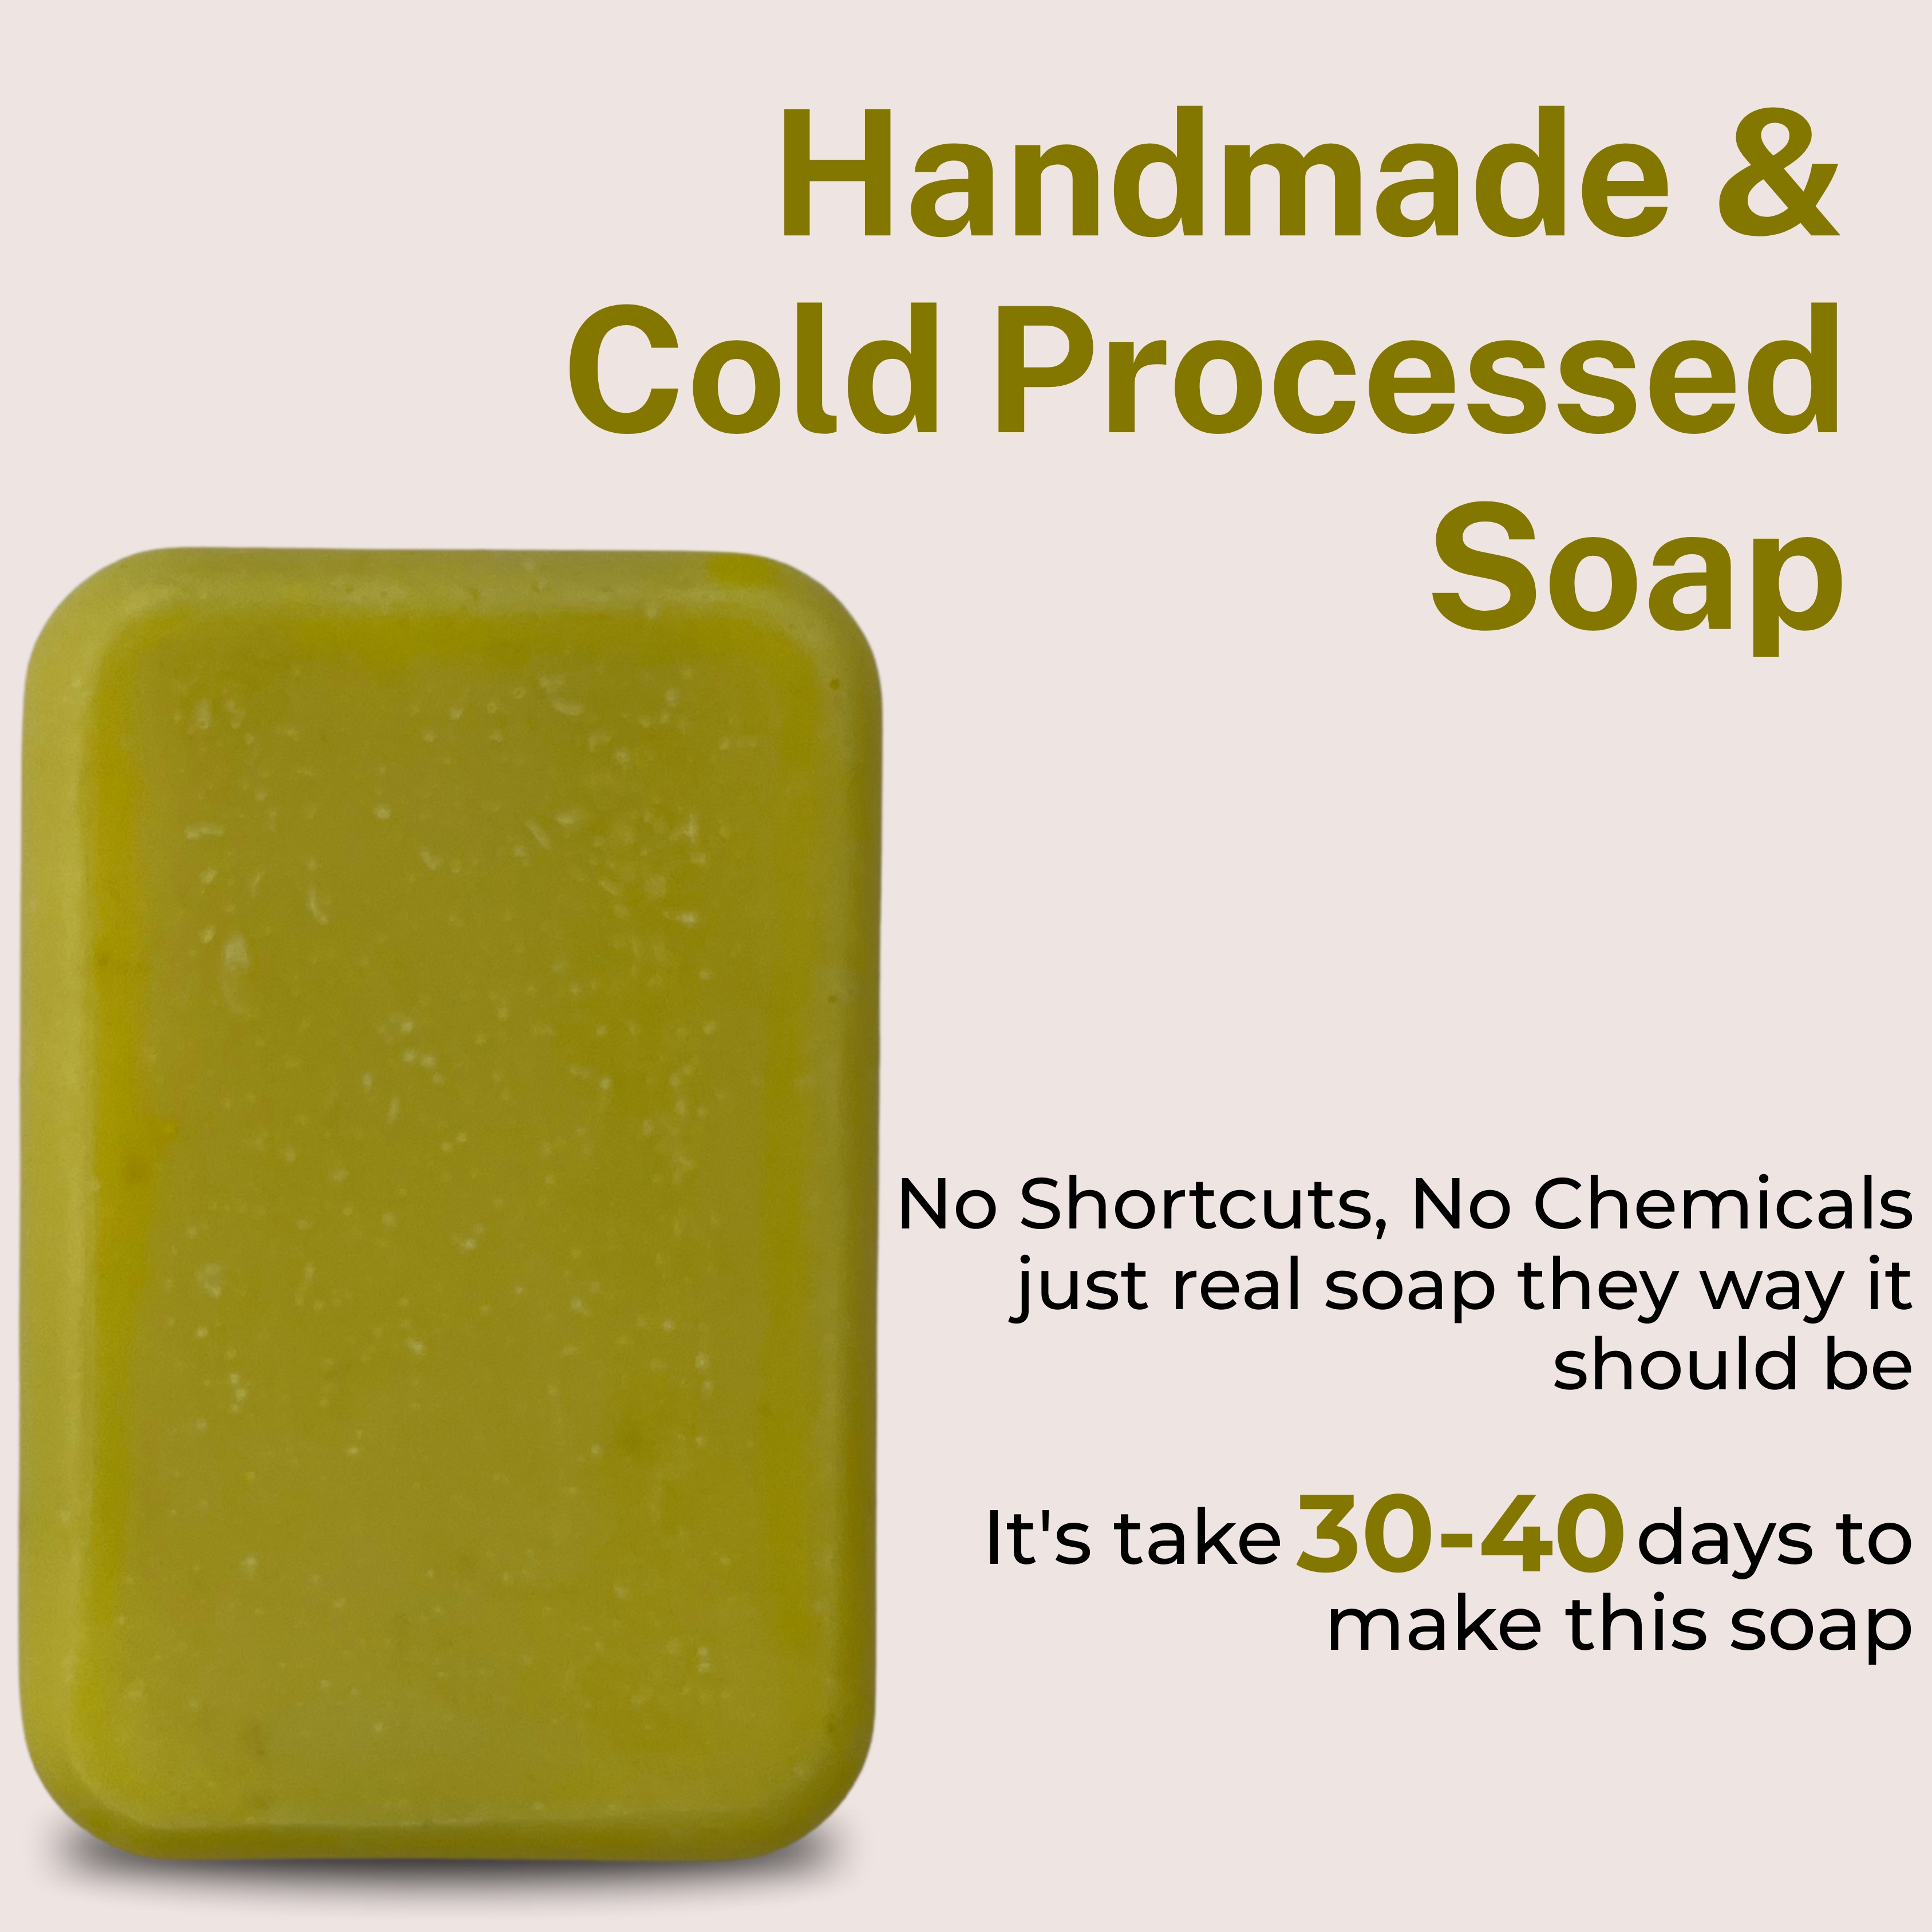 Handmade &
Cold Processed
Soap
No Shortcuts, No Chemicals
just real soap they way it
should be
It's take 30-40 days to
make this soap